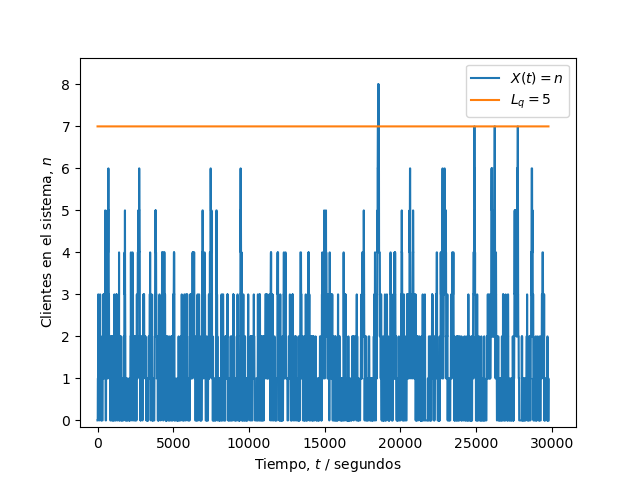 X(t) = n
L_q = 5
8
7
6
5
4
3
2
1
0
Clientes en el sistema, n
0 5000 10000 15000 20000 25000 30000
Tiempo, t / segundos